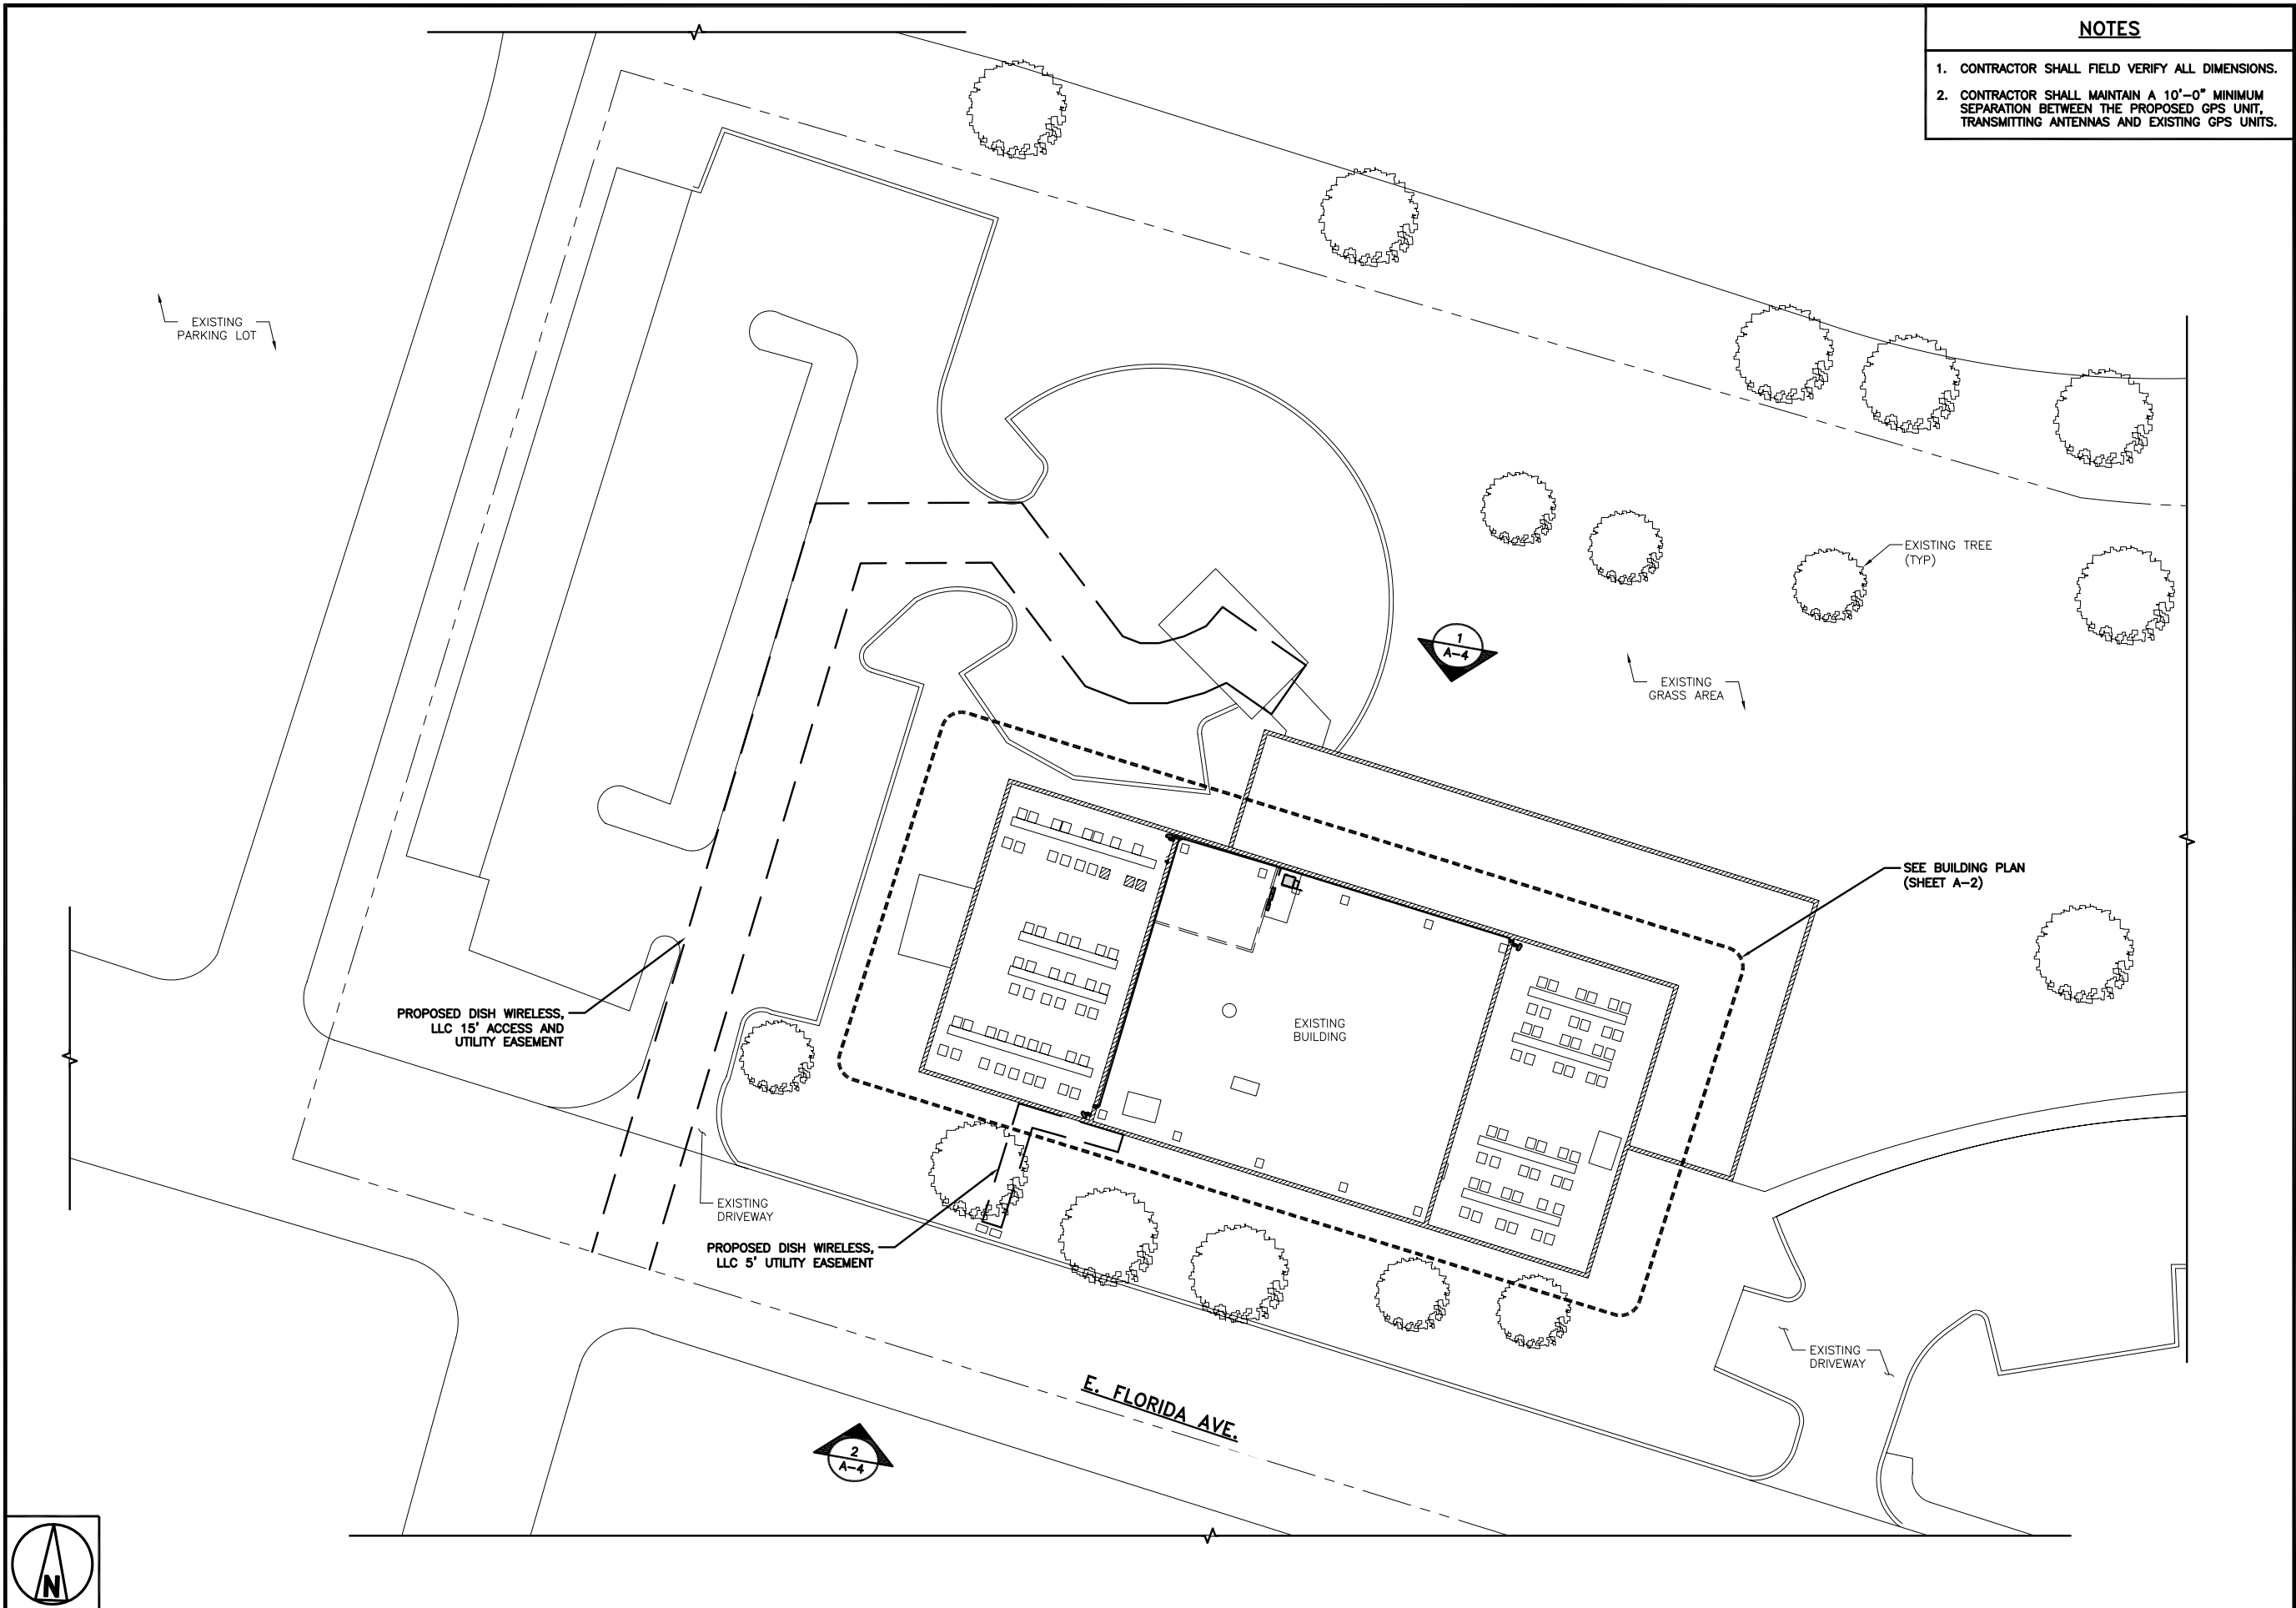 NOTES
1. CONTRACTOR SHALL FIELD VERIFY ALL DIMENSIONS.
2. CONTRACTOR SHALL MAINTAIN A 10'-0" MINIMUM
SEPARATION BETWEEN THE PROPOSED GPS UNIT,
TRANSMITTING ANTENNAS AND EXISTING GPS UNITS.
EXISTING
PARKING LOT
EXISTING TREE
(TYP)
1
A-4
EXISTING
GRASS AREA
SEE BUILDING PLAN
(SHEET A-2)
PROPOSED DISH WIRELESS,
LLC 15' ACCESS AND
UTILITY EASEMENT
EXISTING
BUILDING
EXISTING
DRIVEWAY
PROPOSED DISH WIRELESS,
LLC 5' UTILITY EASEMENT
EXISTING
DRIVEWAY
E. FLORIDA AVE.
2
A-4
N